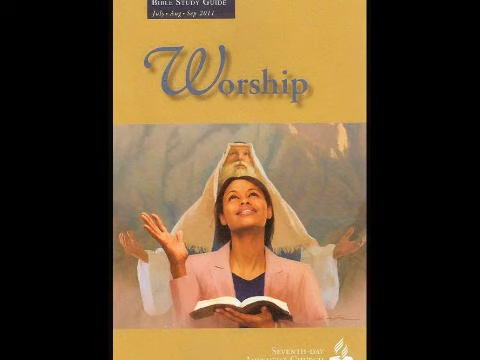 BIBLE STUDY GUIDE
July • Aug • Sep 2011
Worship
SEVENTH-DAY
ADVENTIST CHURCH